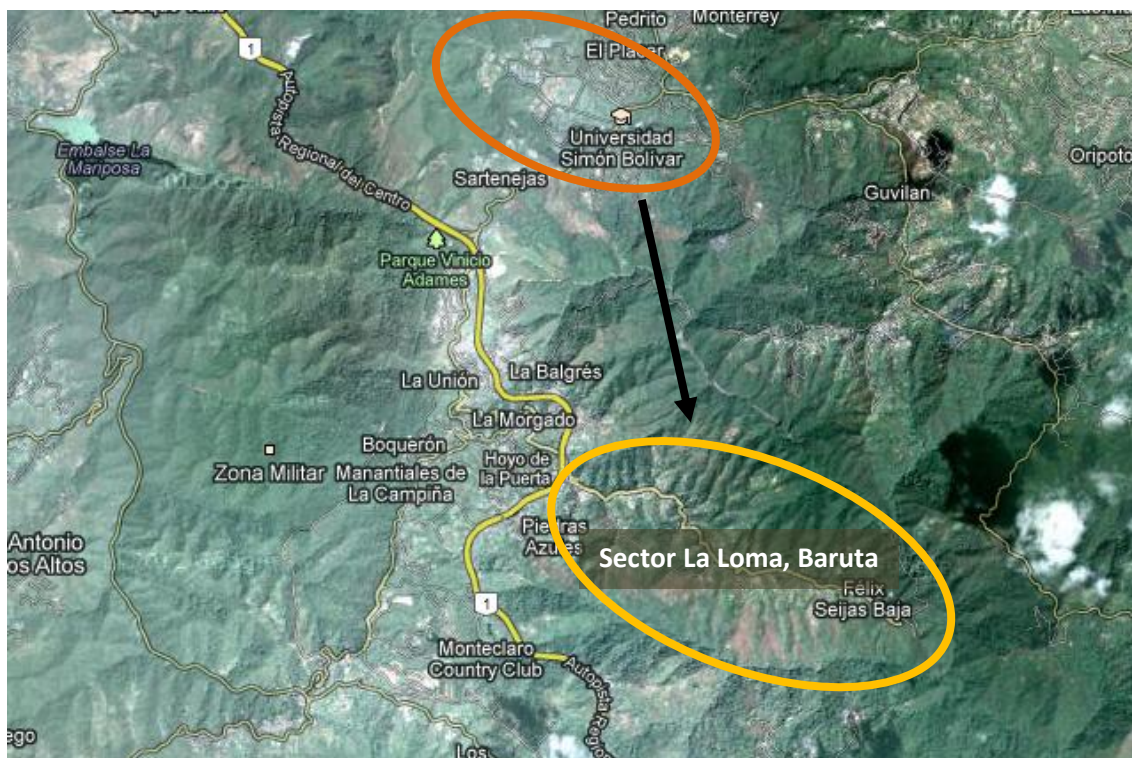 Pedrito
Monterrey
El Placer
1
Autopista Regional del Centro
Universidad
Simón Bolívar
Embalse La
Mariposa
Sartenejas
Oripoto
Guvilan
Parque Vinicio
Adames
La Balgrés
La Unión
La Morgado
Boquerón
Hoyo de
la Puerta
Zona Militar
Manantiales de
La Campiña
Piedras
Azules
Antonio
os Altos
Sector La Loma, Baruta
Félix
Seijas Baja
1
Monteclaro
Country Club
Autopista Regio
ego
Los